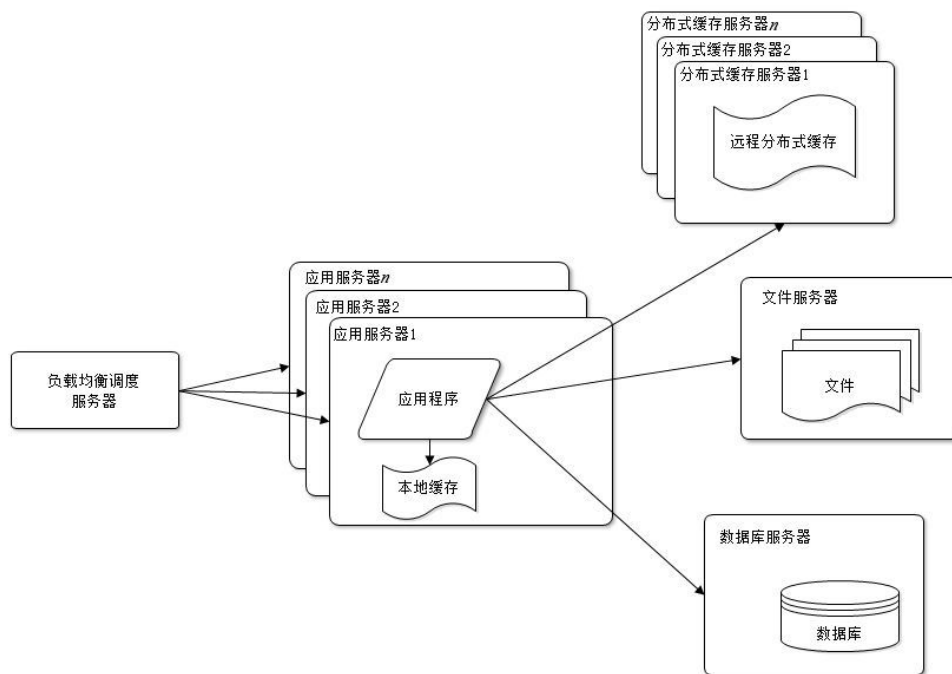 分布式缓存服务器n
分布式缓存服务器2
分布式缓存服务器1
远程分布式缓存
应用服务器n
应用服务器2
应用服务器1
负载均衡调度
服务器
应用程序
本地缓存
文件服务器
文件
数据库服务器
数据库